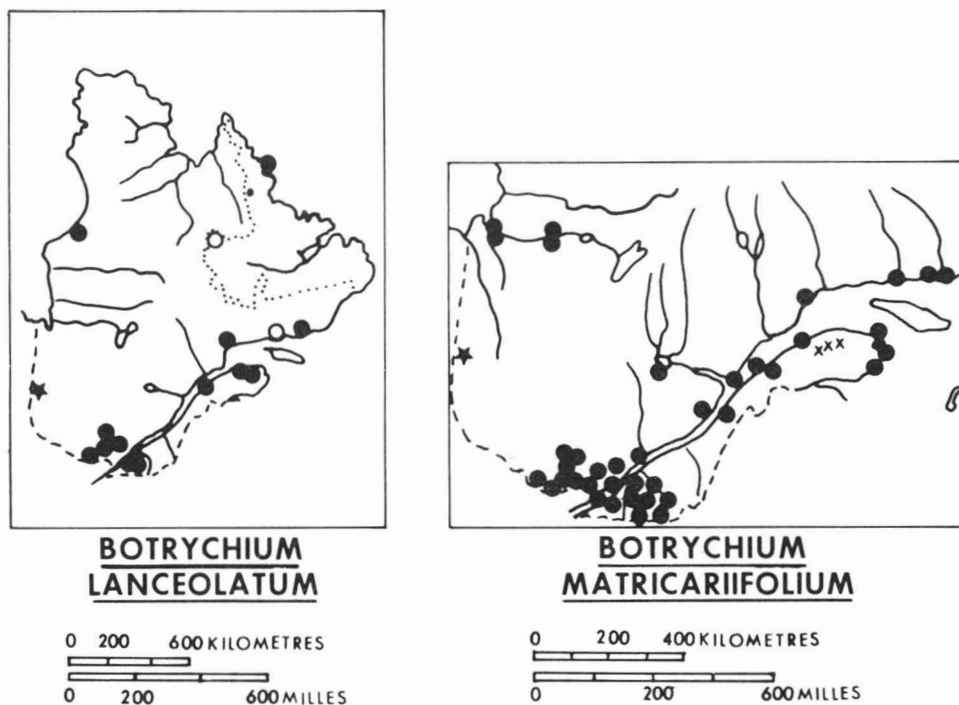 xxx
BOTRYCHIUM
LANCEOLATUM
0 200 600 KILOMETRES
0 200 600 MILLES
BOTRYCHIUM
MATRICARIIFOLIUM
0 200 400 KILOMETRES
0 200 600 MILLES